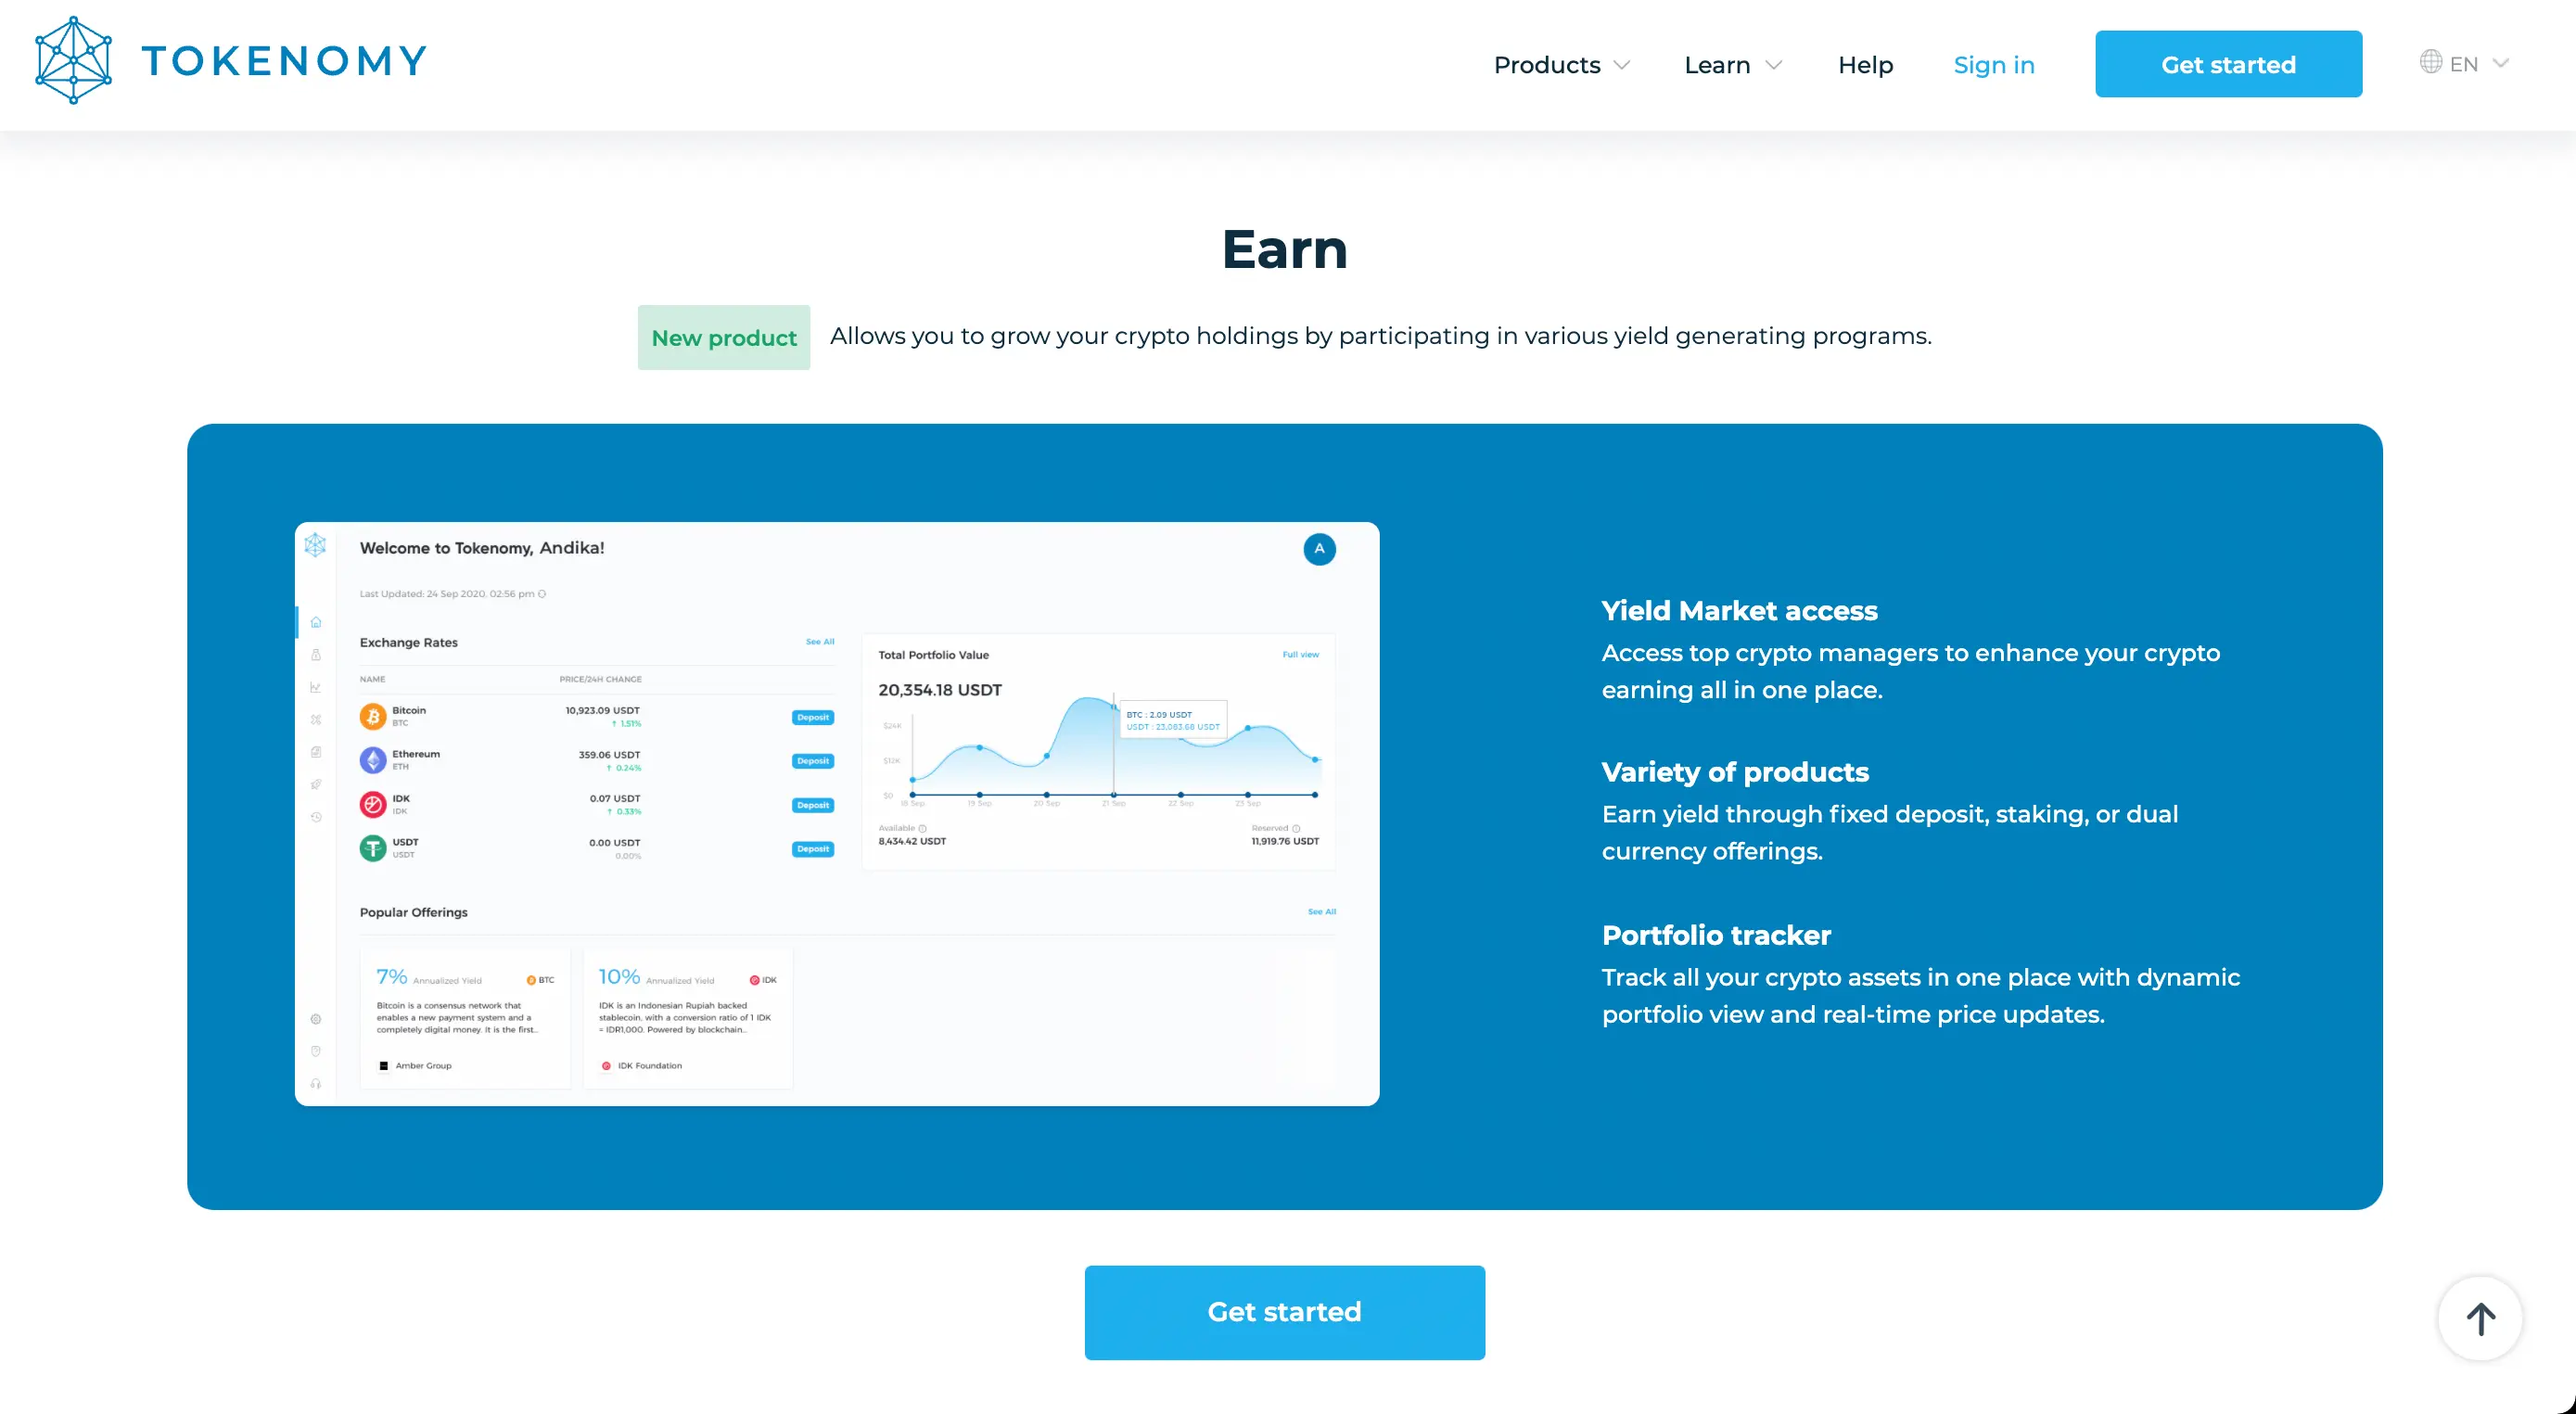 TOKENOMY
Products
Learn
Help
Sign in
Get started
EN
Earn
New product
Allows you to grow your crypto holdings by participating in various yield generating programs.
Welcome to Tokenomy, Andika!
A
Last Updated: 24 Sep 2020, 02:56 pm
Exchange Rates
See All
NAME
PRICE/24H CHANGE
Bitcoin
BTC
10,923.09 USDT
↑ 1.51%
Deposit
Ethereum
ETH
359.06 USDT
↑ 0.24%
Deposit
IDK
IDK
0.07 USDT
↑ 0.33%
Deposit
USDT
USDT
0.00 USDT
0.00%
Deposit
Total Portfolio Value
Full view
20,354.18 USDT
BTC : 2.09 USDT
USDT : 23,083.68 USDT
$24K
$12K
$0
18 Sep
19 Sep
20 Sep
21 Sep
22 Sep
23 Sep
Available
8,434.42 USDT
Reserved
11,919.76 USDT
Popular Offerings
See All
7% Annualized Yield
BTC
Bitcoin is a consensus network that
enables a new payment system and a
completely digital money. It is the first...
Amber Group
10% Annualized Yield
IDK
IDK is an Indonesian Rupiah backed
stablecoin, with a conversion ratio of 1 IDK
= IDR1,000. Powered by blockchain...
IDK Foundation
Yield Market access
Access top crypto managers to enhance your crypto
earning all in one place.
Variety of products
Earn yield through fixed deposit, staking, or dual
currency offerings.
Portfolio tracker
Track all your crypto assets in one place with dynamic
portfolio view and real-time price updates.
Get started